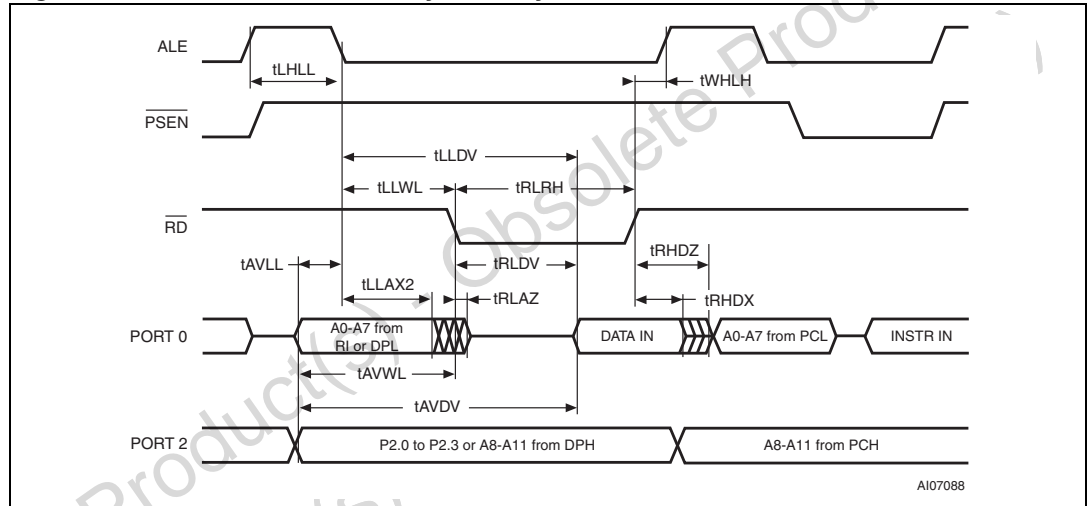 ALE
tLHLL
tWHLH
PSEN
tLLDV
tLLWL
tRLRH
RD
tAVLL
tLLAX2
tRLDV
tRLAZ
tRHDZ
tRHDX
PORT 0
A0-A7 from
RI or DPL
DATA IN
A0-A7 from PCL
INSTR IN
tAVWL
tAVDV
PORT 2
P2.0 to P2.3 or A8-A11 from DPH
A8-A11 from PCH
AI07088
Product(s) - Obsolete